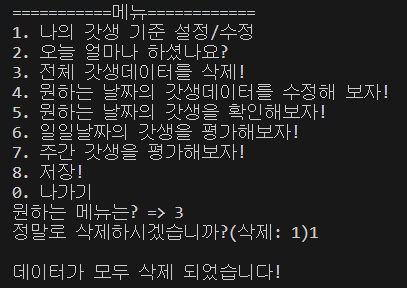 ===========메뉴============
1. 나의 갓생 기준 설정/수정
2. 오늘 얼마나 하셨나요?
3. 전체 갓생데이터를 삭제!
4. 원하는 날짜의 갓생데이터를 수정해 보자!
5. 원하는 날짜의 갓생을 확인해보자!
6. 일일날짜의 갓생을 평가해보자!
7. 주간 갓생을 평가해보자!
8. 저장!
0. 나가기
원하는 메뉴는? => 3
정말로 삭제하시겠습니까?(삭제: 1)1
데이터가 모두 삭제 되었습니다!